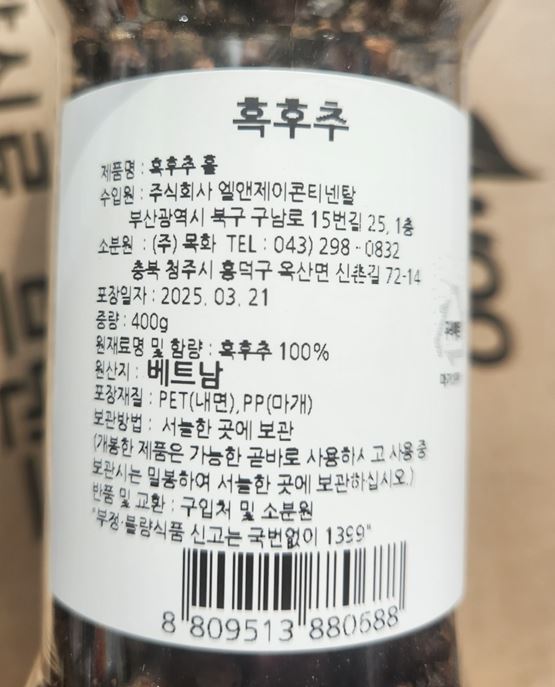 흑후추
제품명 : 흑후추 홀
수입원 : 주식회사 엘앤제이콘티넨탈
부산광역시 북구 구남로 15번길 25, 1층
소분원 : (주) 목화 TEL : 043) 298 - 0832
충북 청주시 흥덕구 옥산면 신촌길 72-14
포장일자 : 2025. 03. 21
중량 : 400g
원재료명 및 함량 : 흑후추 100%
원산지 : 베트남
포장재질 : PET(내면),PP(마개)
보관방법 : 서늘한 곳에 보관
(개봉한 제품은 가능한 곧바로 사용하시고 사용중
보관시는 밀봉하여 서늘한 곳에 보관하십시오.)
반품 및 교환 : 구입처 및 소분원
"부정·불량식품 신고는 국번없이 1399"
8 809513 880688